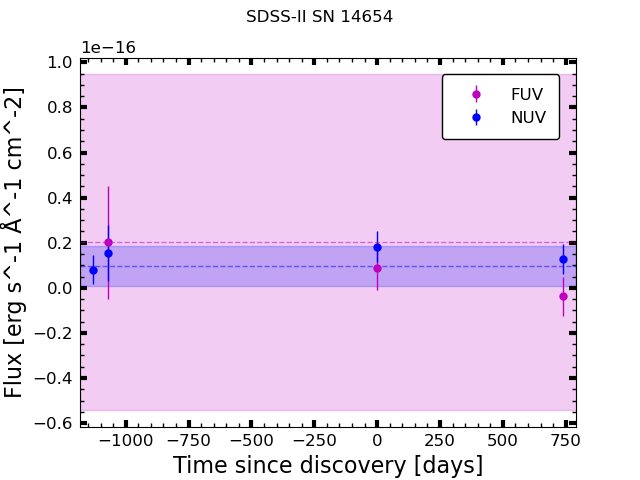 SDSS-II SN 14654
1e−16
1.0
0.8
0.6
0.4
0.2
0.0
−0.2
−0.4
−0.6
Flux [erg s^-1 Å^-1 cm^-2]
FUV
NUV
−1000 −750 −500 −250 0 250 500 750
Time since discovery [days]